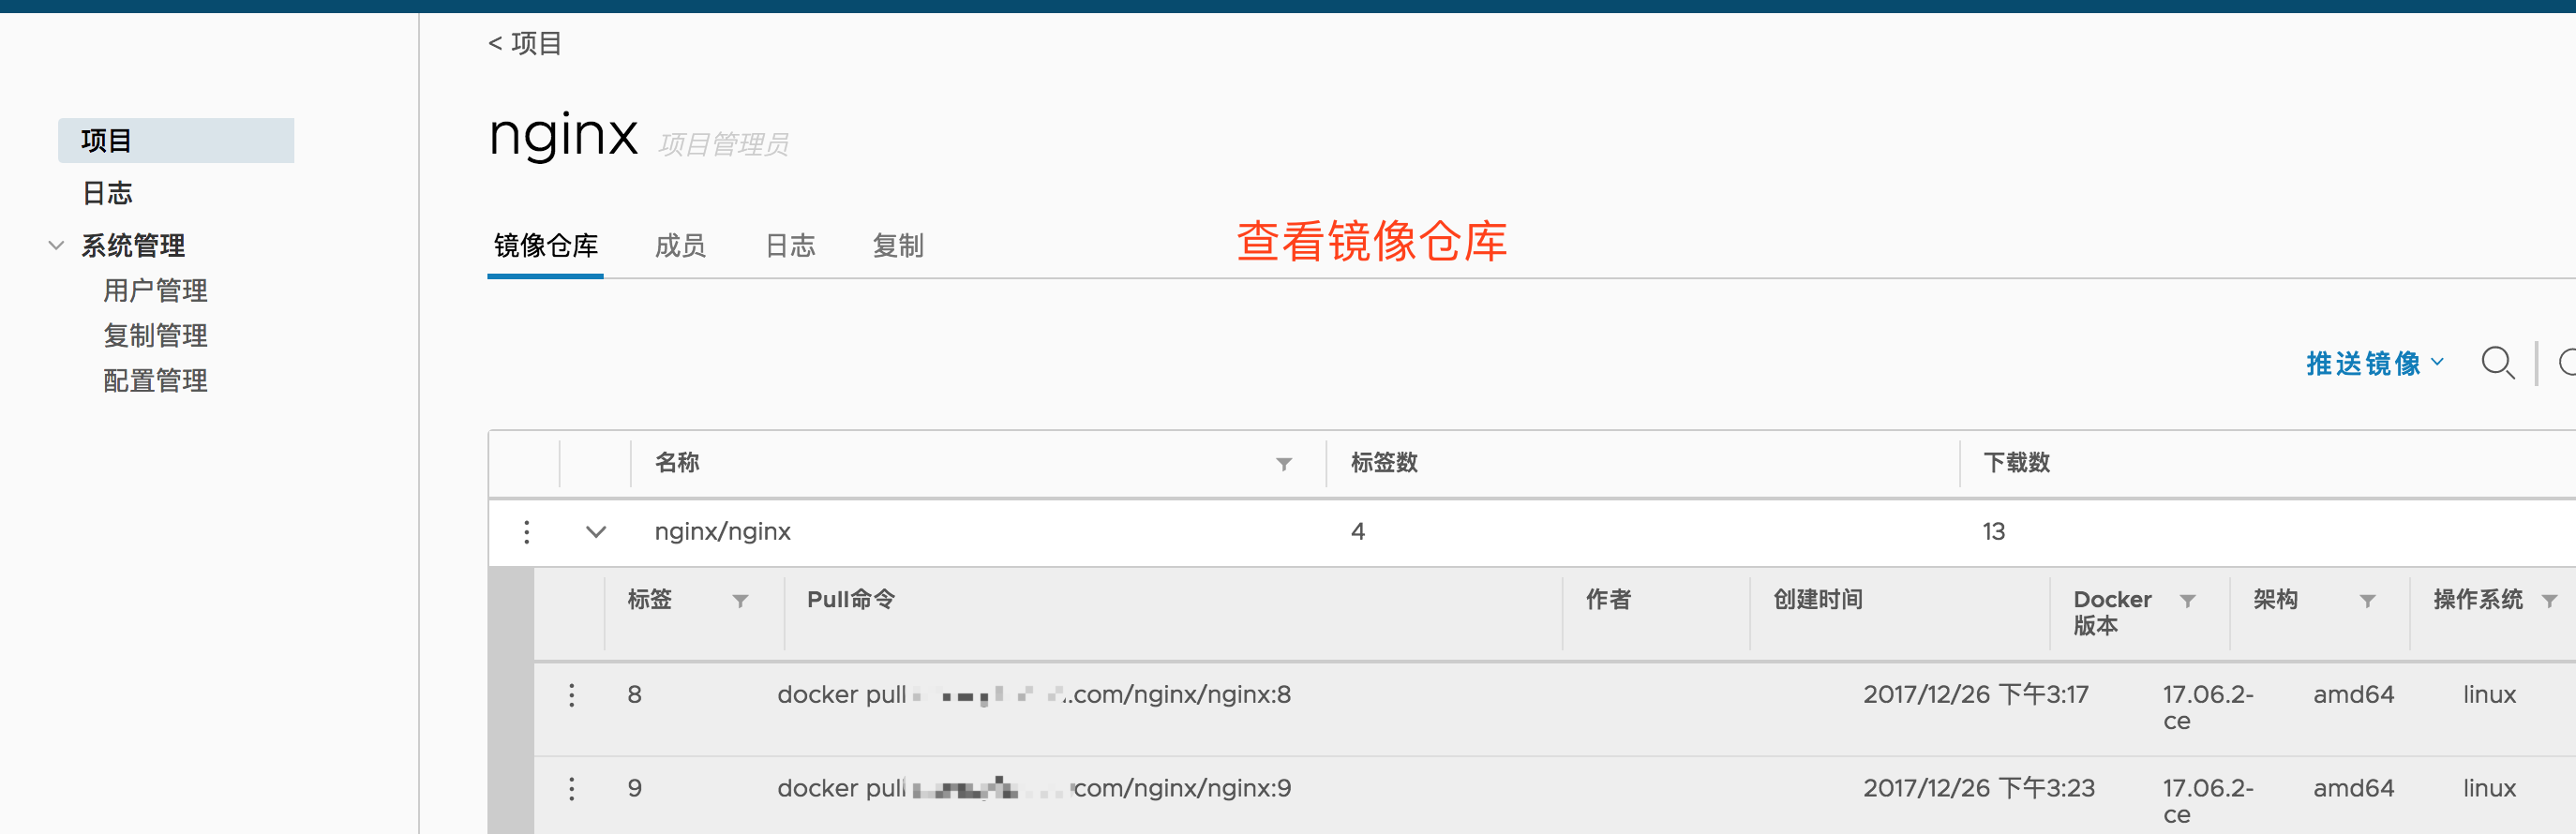 < 项目
nginx 项目管理员
项目
日志
系统管理
用户管理
复制管理
配置管理
镜像仓库 成员 日志 复制
查看镜像仓库
推送镜像
名称 标签数 下载数
nginx/nginx 4 13
标签 Pull命令 作者 创建时间 Docker 版本 架构 操作系统
8 docker pull .com/nginx/nginx:8 2017/12/26 下午3:17 17.06.2-ce amd64 linux
9 docker pull com/nginx/nginx:9 2017/12/26 下午3:23 17.06.2-ce amd64 linux